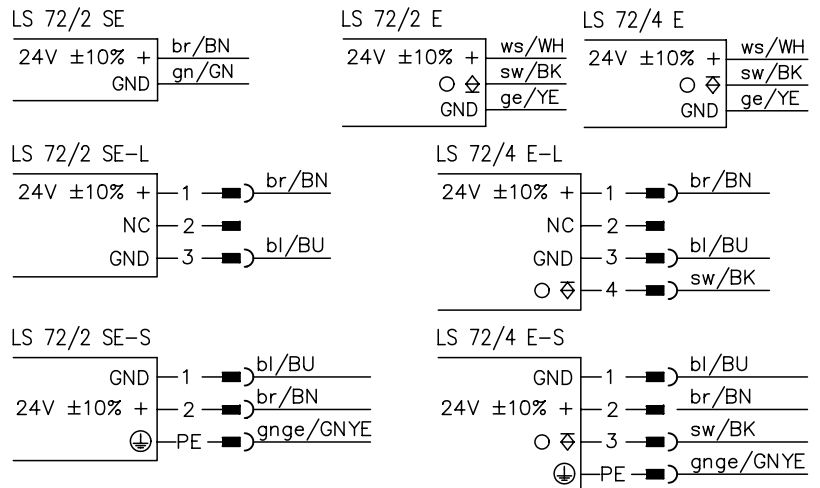 LS 72/2 SE
24V ±10% + br/BN
GND gn/GN
LS 72/2 E
24V ±10% + ws/WH
sw/BK
GND ge/YE
LS 72/4 E
24V ±10% + ws/WH
sw/BK
GND ge/YE
LS 72/2 SE-L
24V ±10% + 1 br/BN
NC 2
GND 3 bl/BU
LS 72/4 E-L
24V ±10% + 1 br/BN
NC 2
GND 3 bl/BU
4 sw/BK
LS 72/2 SE-S
GND 1 bl/BU
24V ±10% + 2 br/BN
PE gnge/GNYE
LS 72/4 E-S
GND 1 bl/BU
24V ±10% + 2 br/BN
3 sw/BK
PE gnge/GNYE